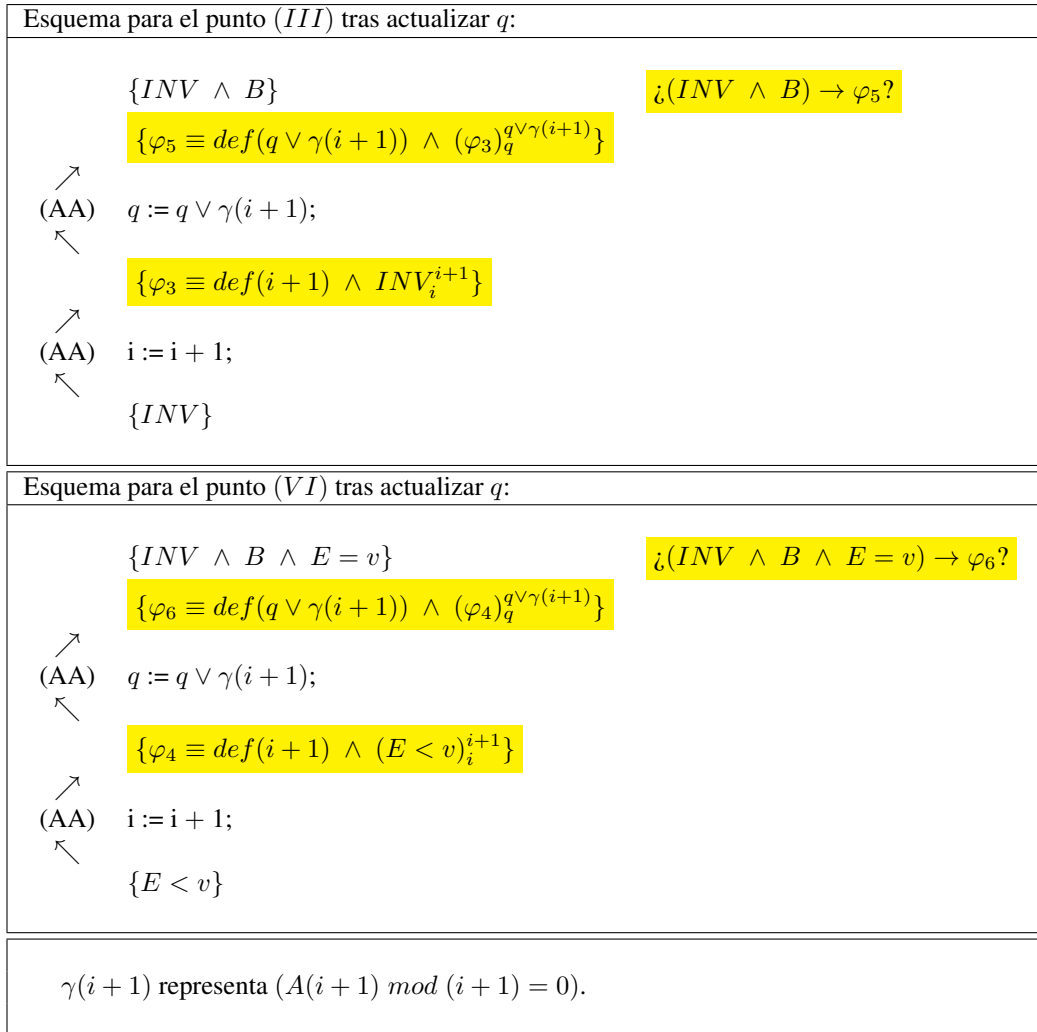 Esquema para el punto (III) tras actualizar q:
{INV ∧ B} ¿(INV ∧ B) → φ₅?
{φ₅ ≡ def(q ∨ γ(i + 1)) ∧ (φ₃)_q^{q∨γ(i+1)}}
↗
(AA) q := q ∨ γ(i + 1);
↖
{φ₃ ≡ def(i + 1) ∧ INV_i^{i+1}}
↗
(AA) i := i + 1;
↖
{INV}
Esquema para el punto (VI) tras actualizar q:
{INV ∧ B ∧ E = v} ¿(INV ∧ B ∧ E = v) → φ₆?
{φ₆ ≡ def(q ∨ γ(i + 1)) ∧ (φ₄)_q^{q∨γ(i+1)}}
↗
(AA) q := q ∨ γ(i + 1);
↖
{φ₄ ≡ def(i + 1) ∧ (E < v)_i^{i+1}}
↗
(AA) i := i + 1;
↖
{E < v}
γ(i + 1) representa (A(i + 1) mod (i + 1) = 0).